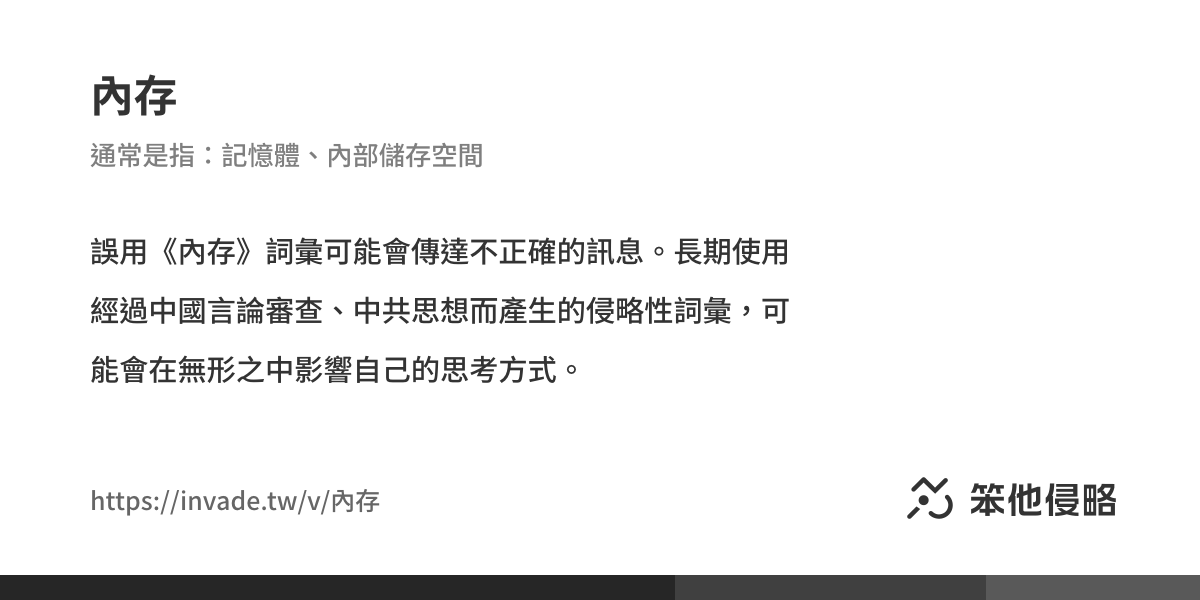 內存
通常是指：記憶體、內部儲存空間
誤用《內存》詞彙可能會傳達不正確的訊息。長期使用
經過中國言論審查、中共思想而產生的侵略性詞彙，可
能會在無形之中影響自己的思考方式。
https://invade.tw/v/內存
笨他侵略